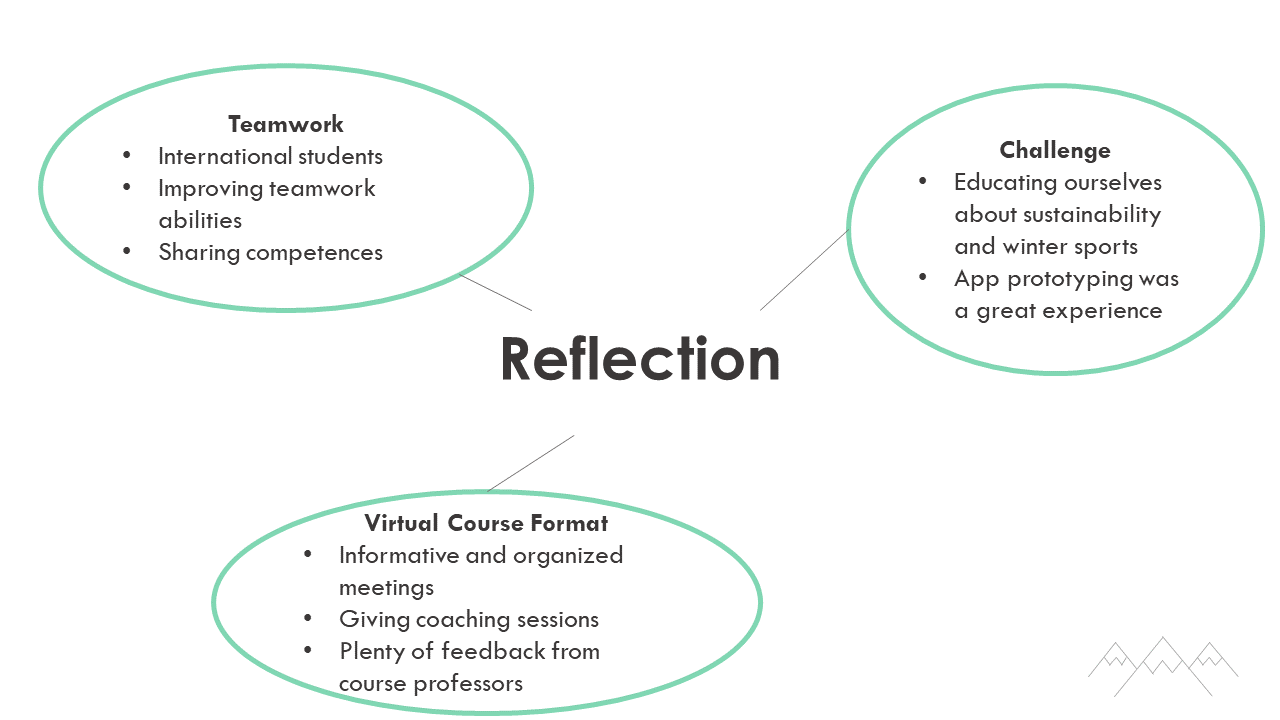 Teamwork
• International students
• Improving teamwork
abilities
• Sharing competences
Challenge
• Educating ourselves
about sustainability
and winter sports
• App prototyping was
a great experience
Reflection
Virtual Course Format
• Informative and organized
meetings
• Giving coaching sessions
• Plenty of feedback from
course professors